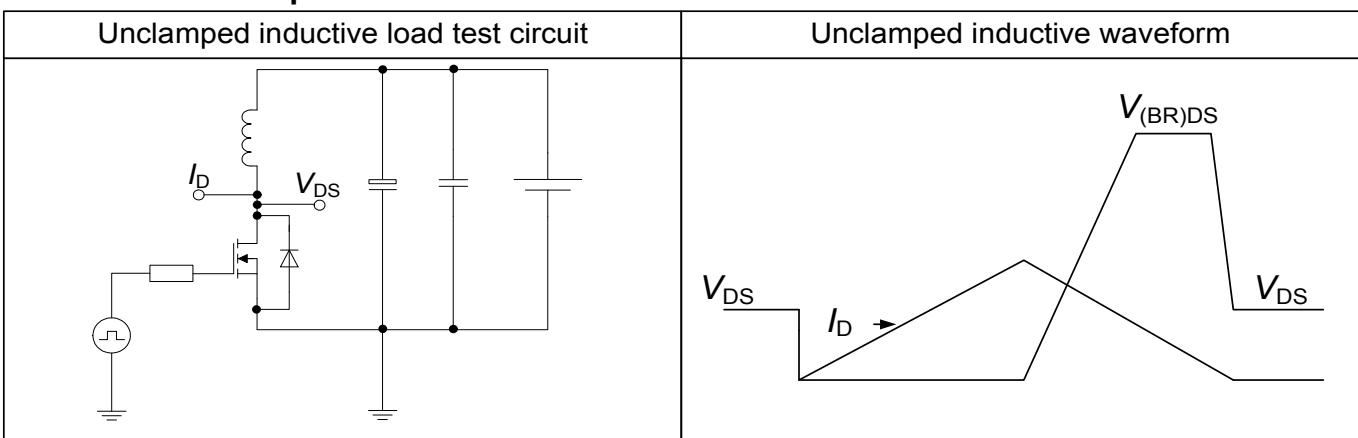 Unclamped inductive load test circuit
Unclamped inductive waveform
I_D
V_DS
V_(BR)DS
V_DS
I_D
V_DS